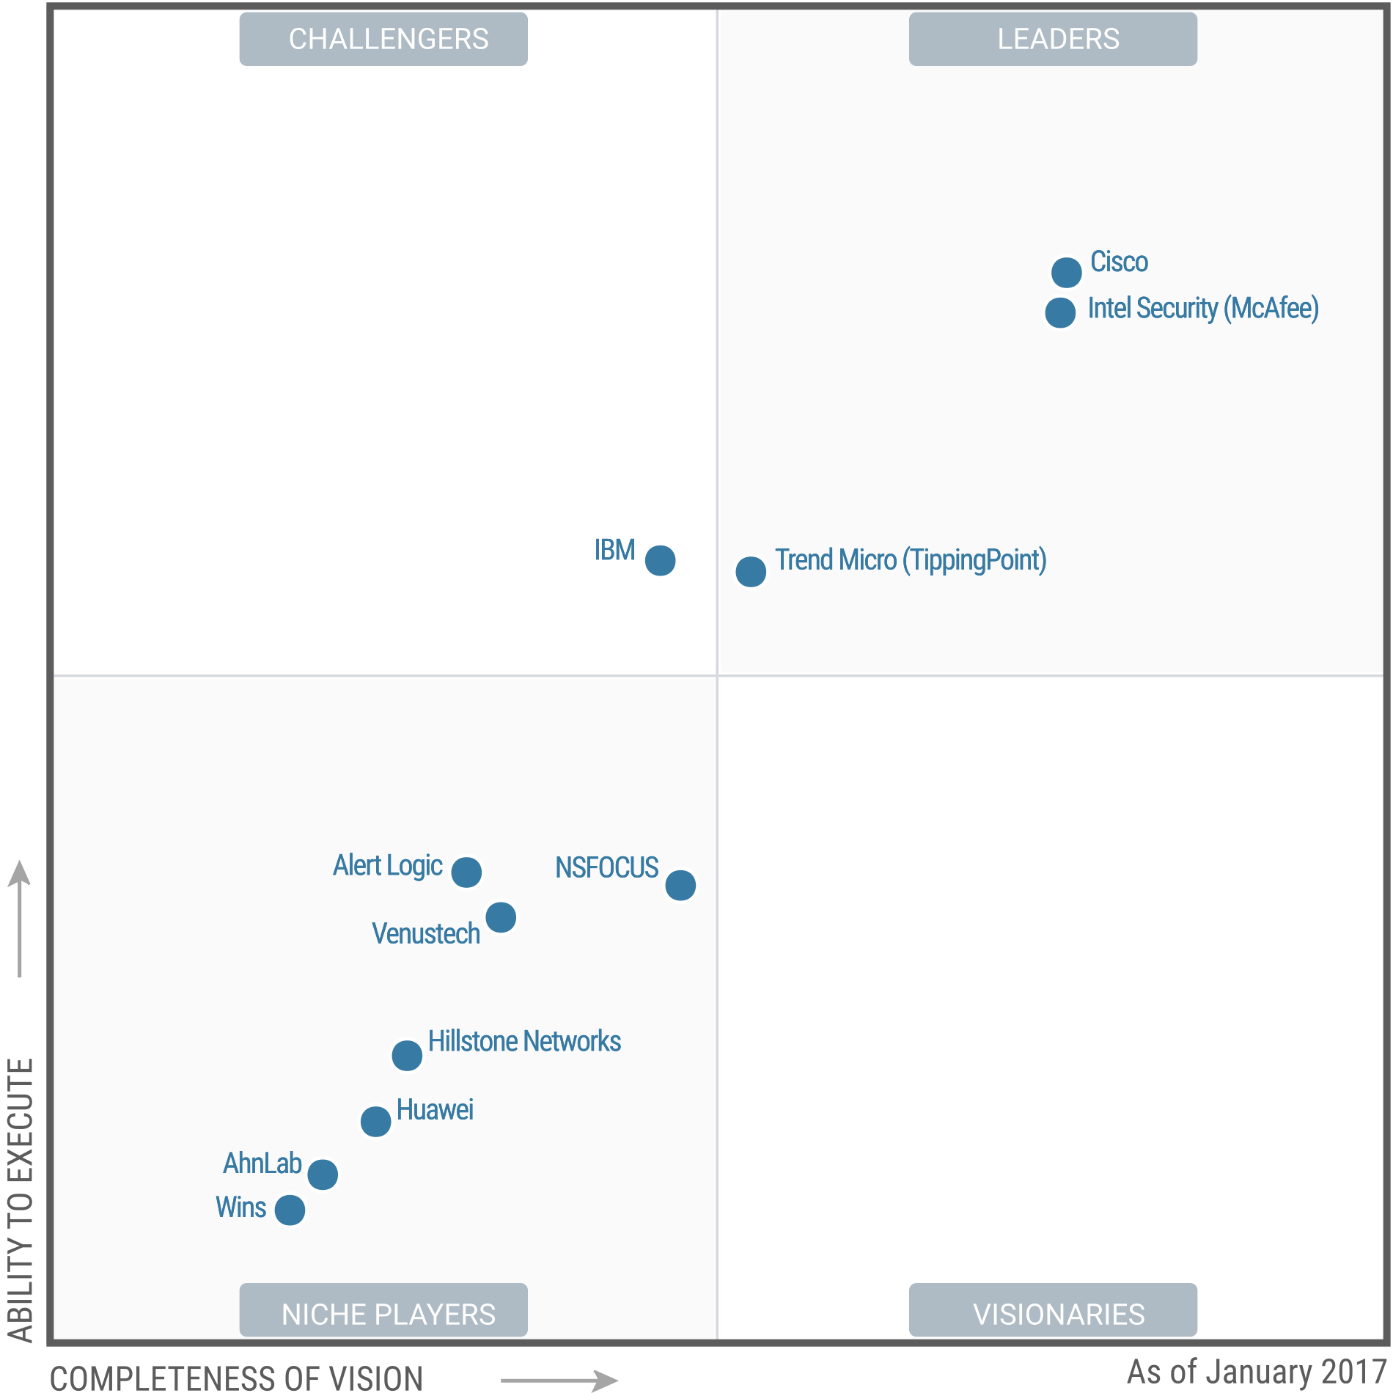 CHALLENGERS
LEADERS
Cisco
Intel Security (McAfee)
IBM
Trend Micro (TippingPoint)
Alert Logic
NSFOCUS
Venustech
Hillstone Networks
Huawei
AhnLab
Wins
NICHE PLAYERS
VISIONARIES
ABILITY TO EXECUTE
COMPLETENESS OF VISION
As of January 2017